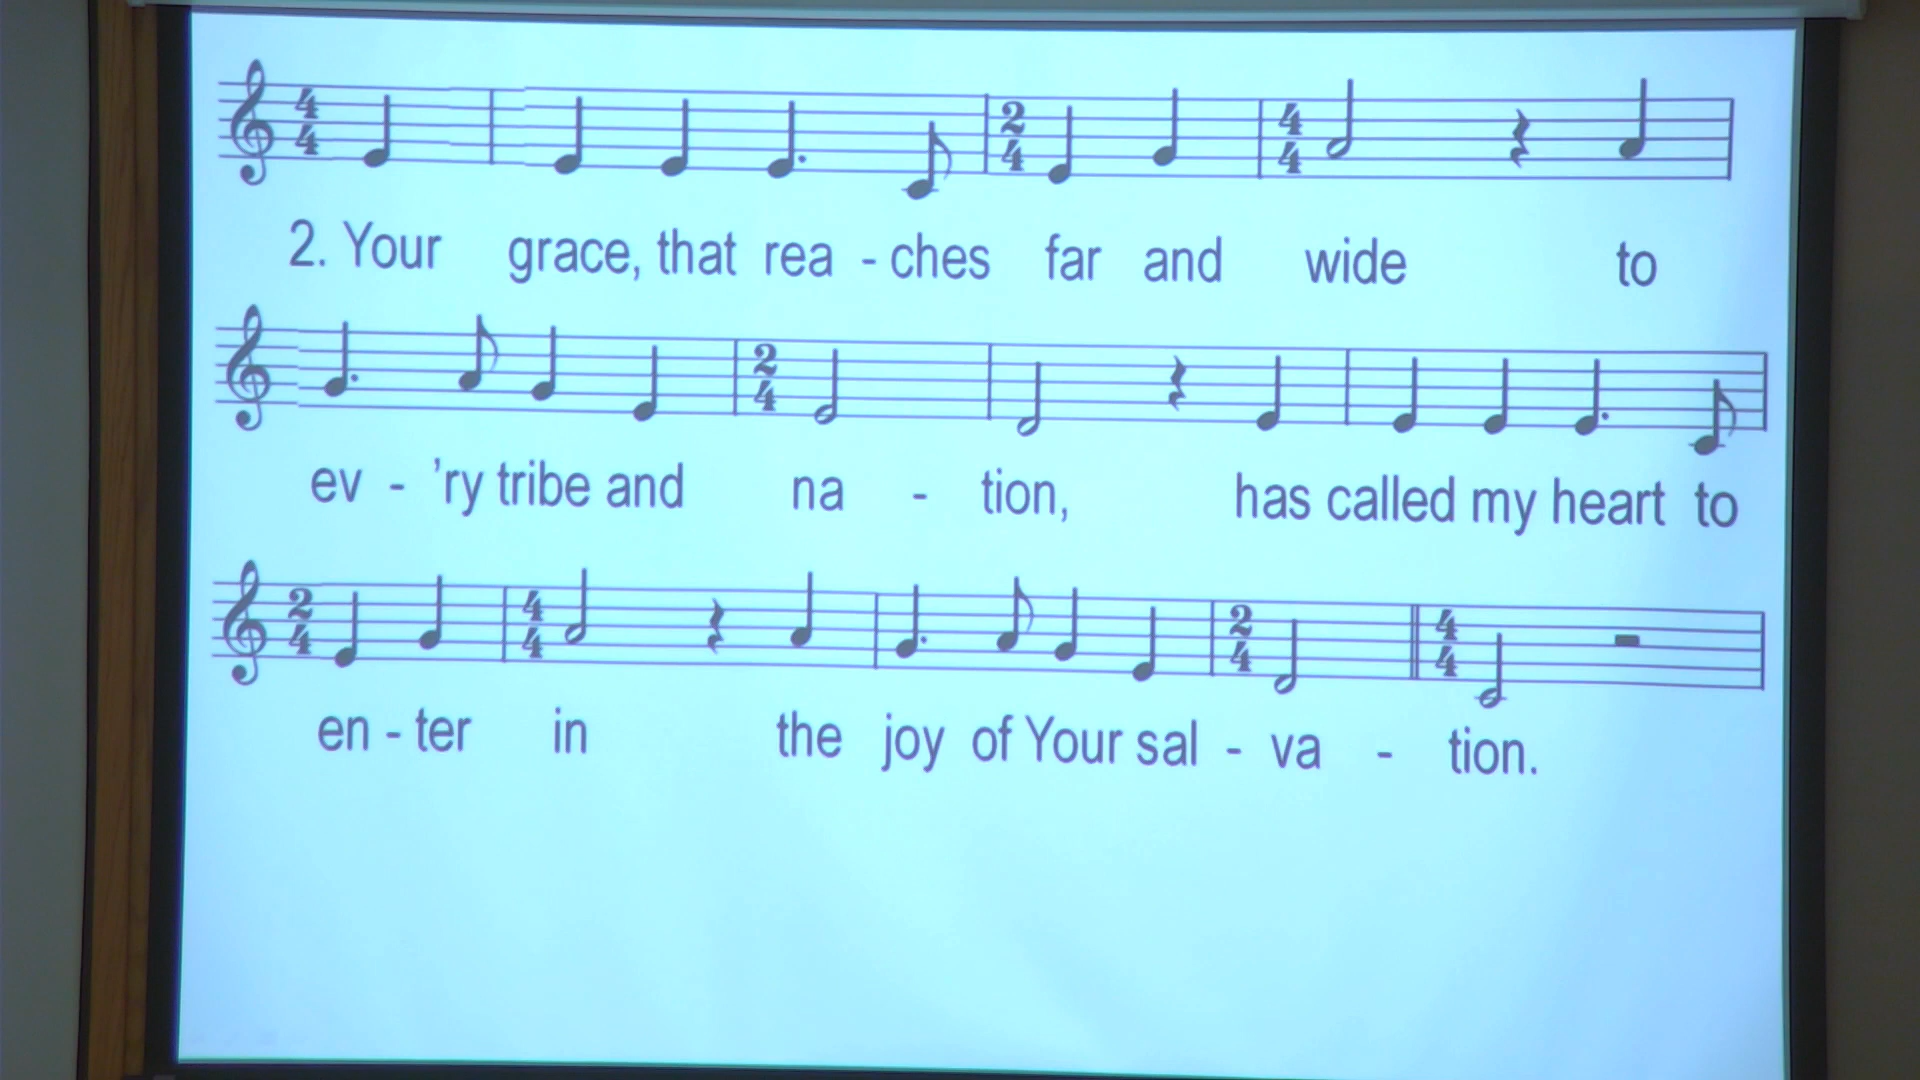 2. Your grace, that rea - ches far and wide to
ev - ’ry tribe and na - tion, has called my heart to
en - ter in the joy of Your sal - va - tion.